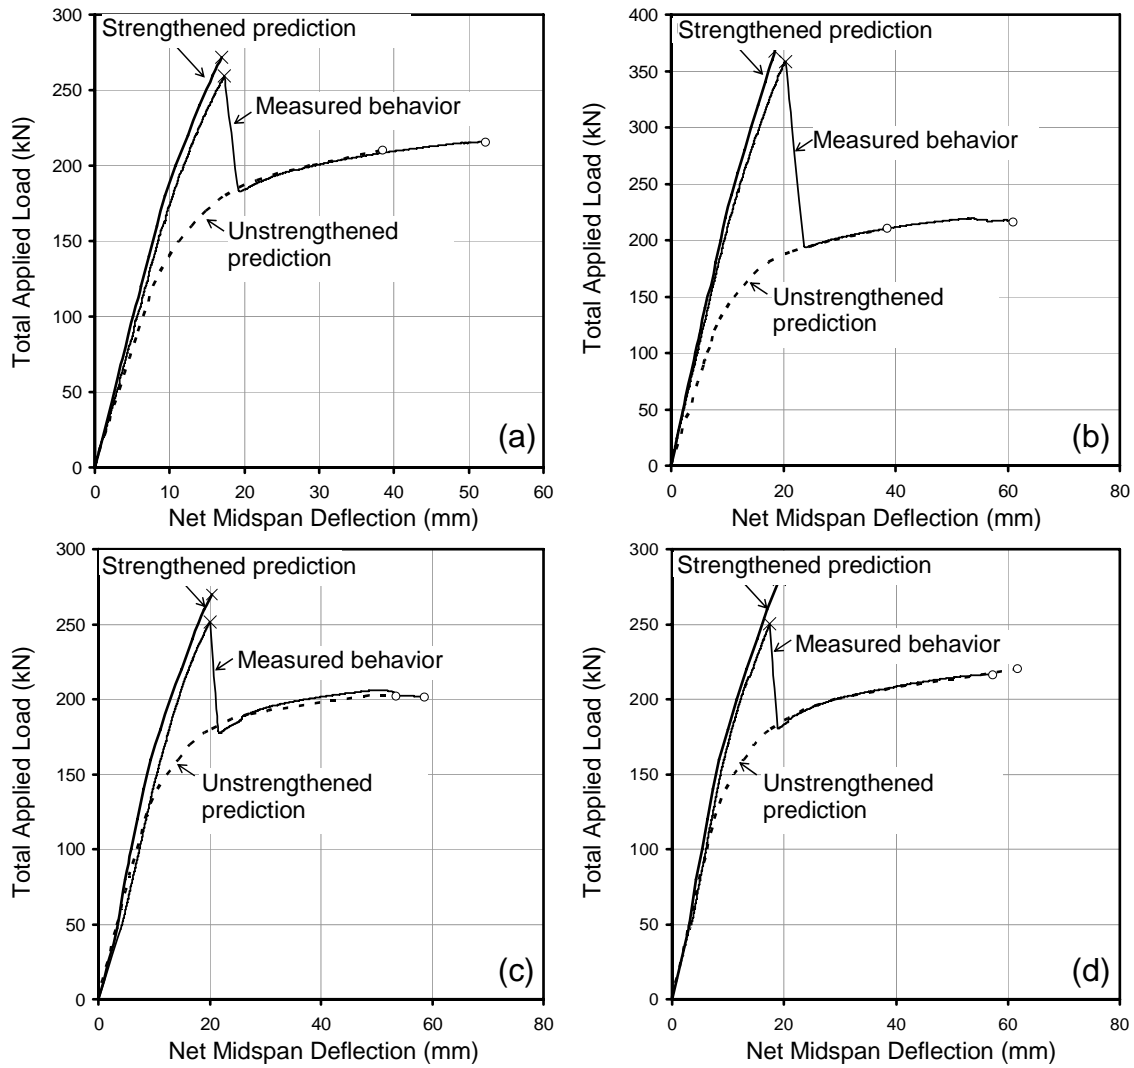 300
Strengthened prediction
250
Measured behavior
200
Unstrengthened
prediction
150
100
50
0
(a)
0 10 20 30 40 50 60
Net Midspan Deflection (mm)
Total Applied Load (kN)
400
Strengthened prediction
350
300
Measured behavior
250
200
150
Unstrengthened
prediction
100
50
0
(b)
0 20 40 60 80
Net Midspan Deflection (mm)
Total Applied Load (kN)
300
Strengthened prediction
250
Measured behavior
200
150
Unstrengthened
prediction
100
50
0
(c)
0 20 40 60 80
Net Midspan Deflection (mm)
Total Applied Load (kN)
300
Strengthened prediction
250
Measured behavior
200
150
Unstrengthened
prediction
100
50
0
(d)
0 20 40 60 80
Net Midspan Deflection (mm)
Total Applied Load (kN)